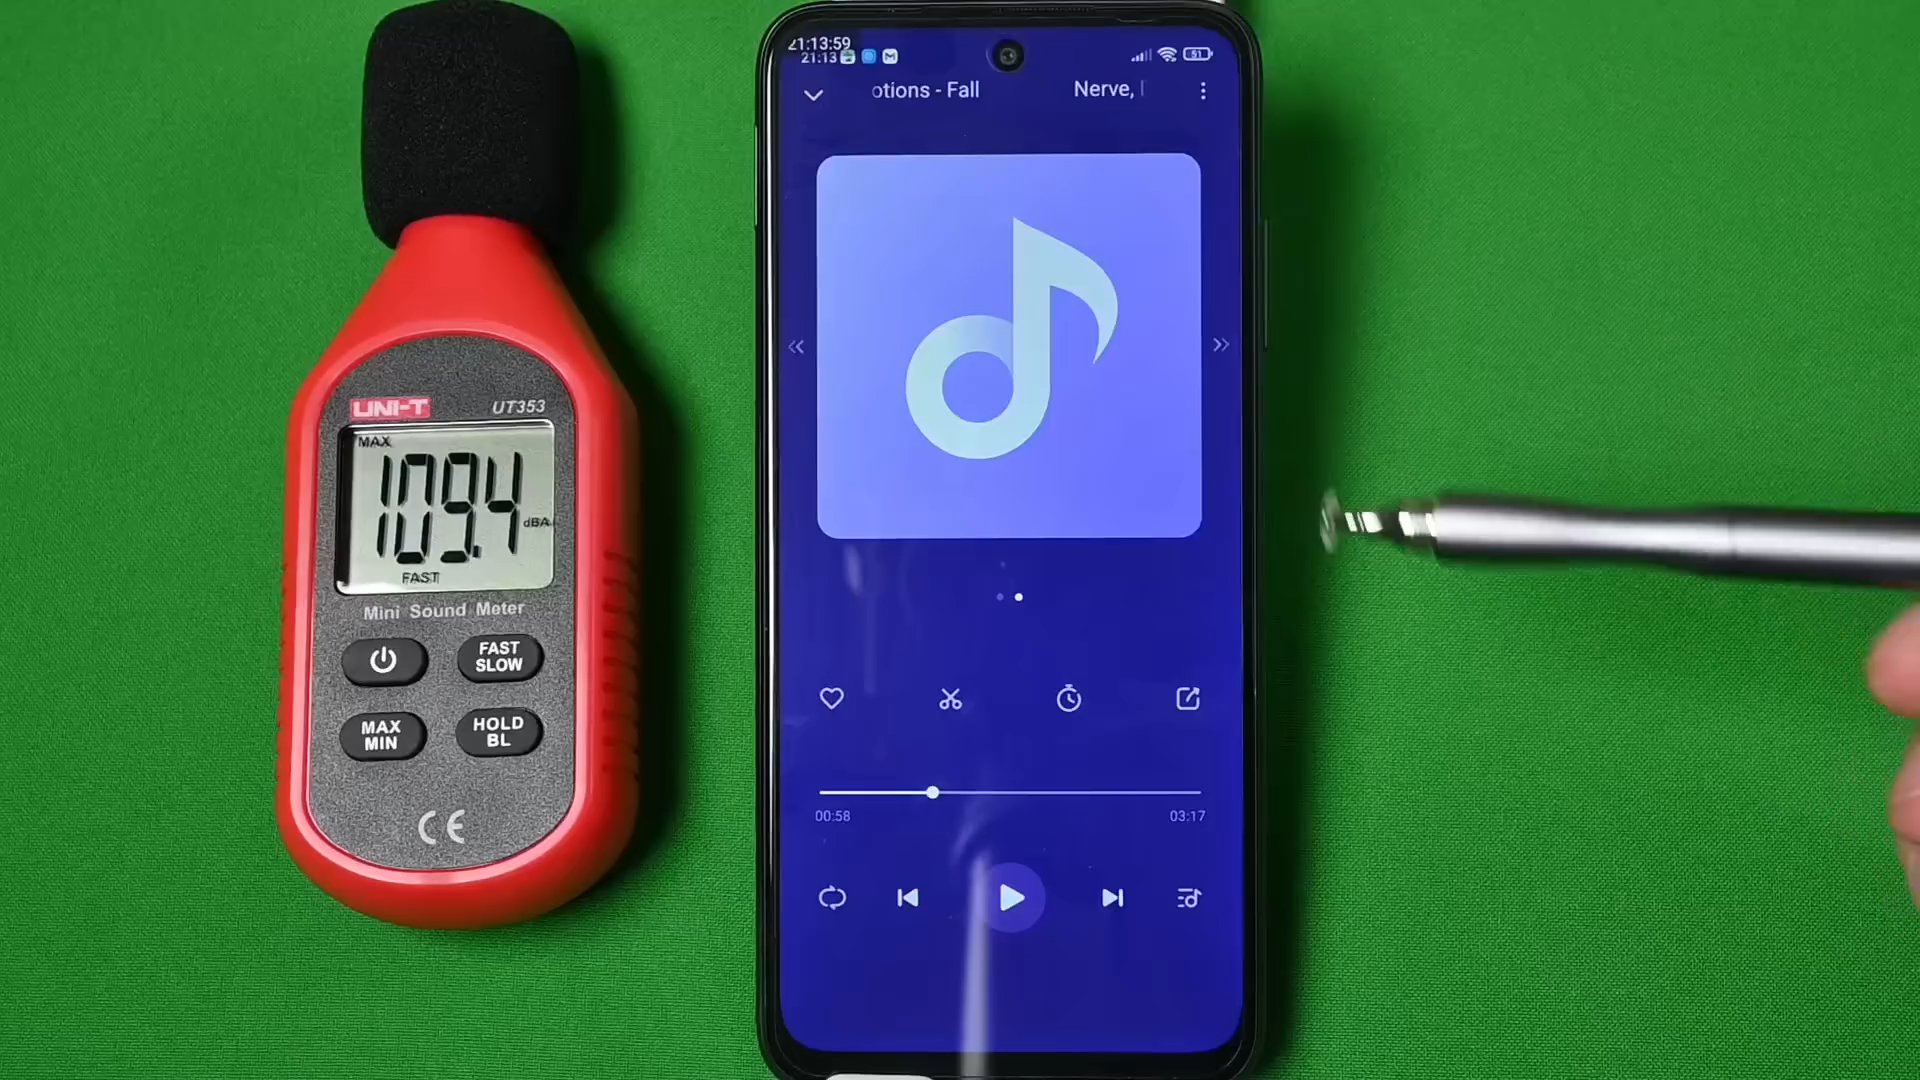 UNI-T UT353
MAX
109.4
dBA
FAST
Mini Sound Meter
FAST
SLOW
MAX
MIN
HOLD
BL
CE
21:13:59
21:13
51
otions - Fall Nerve,
00:58 03:17